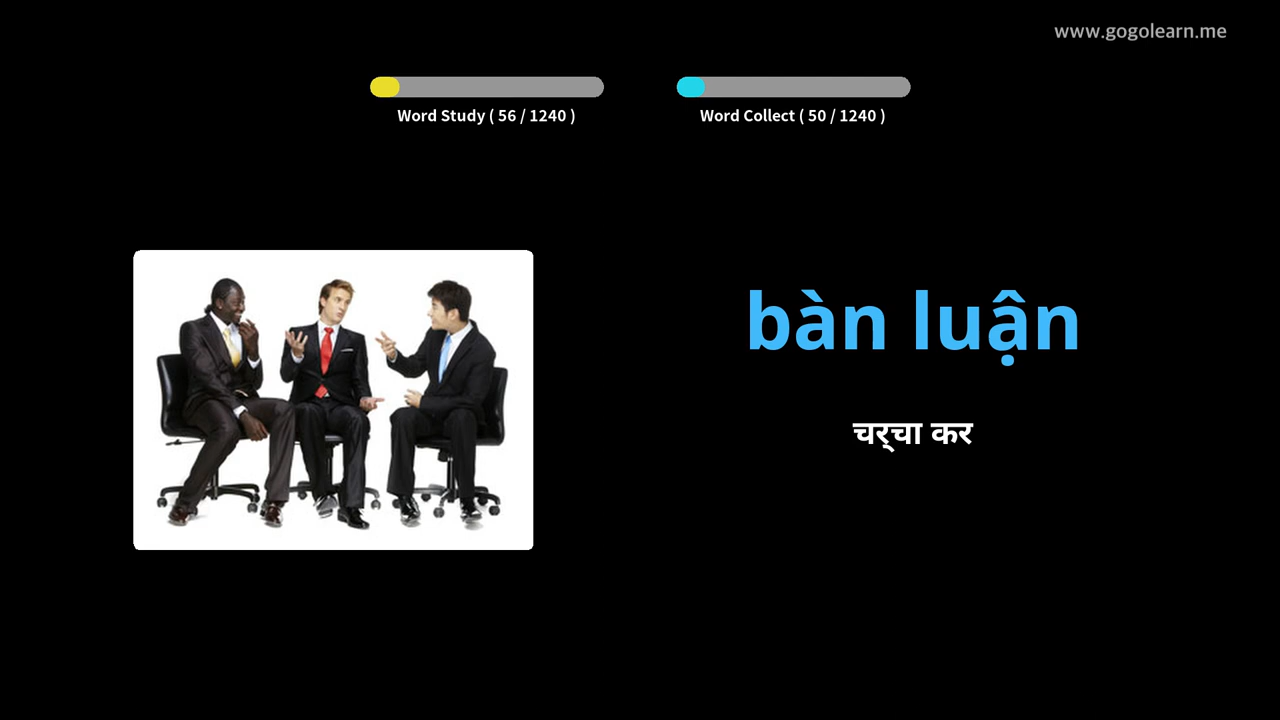 www.gogolearn.me
Word Study ( 56 / 1240 )
Word Collect ( 50 / 1240 )
bàn luận
चर्चा कर